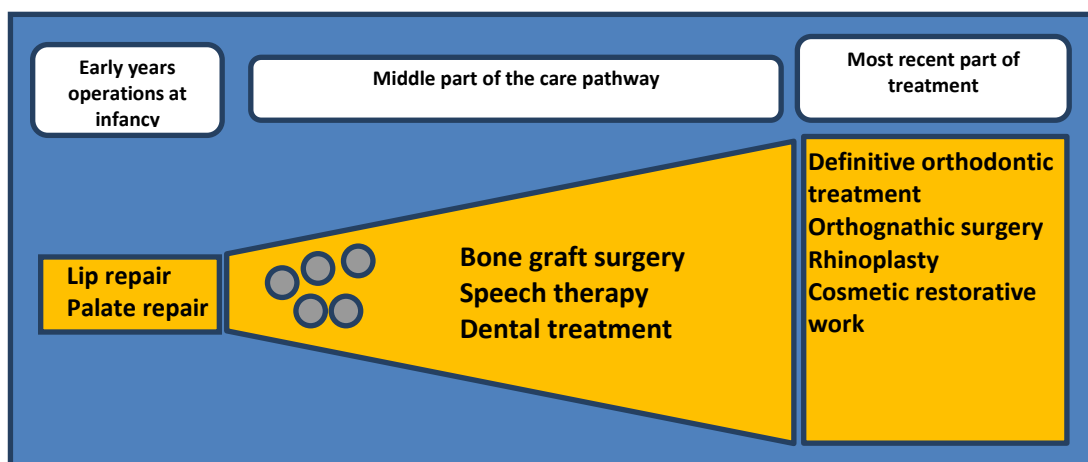 Early years
operations at
infancy
Middle part of the care pathway
Most recent part of
treatment
Lip repair
Palate repair
Bone graft surgery
Speech therapy
Dental treatment
Definitive orthodontic
treatment
Orthognathic surgery
Rhinoplasty
Cosmetic restorative
work